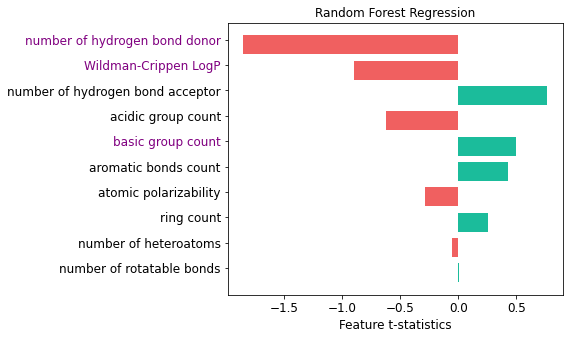 Random Forest Regression
number of hydrogen bond donor
Wildman-Crippen LogP
number of hydrogen bond acceptor
acidic group count
basic group count
aromatic bonds count
atomic polarizability
ring count
number of heteroatoms
number of rotatable bonds
−1.5 −1.0 −0.5 0.0 0.5
Feature t-statistics